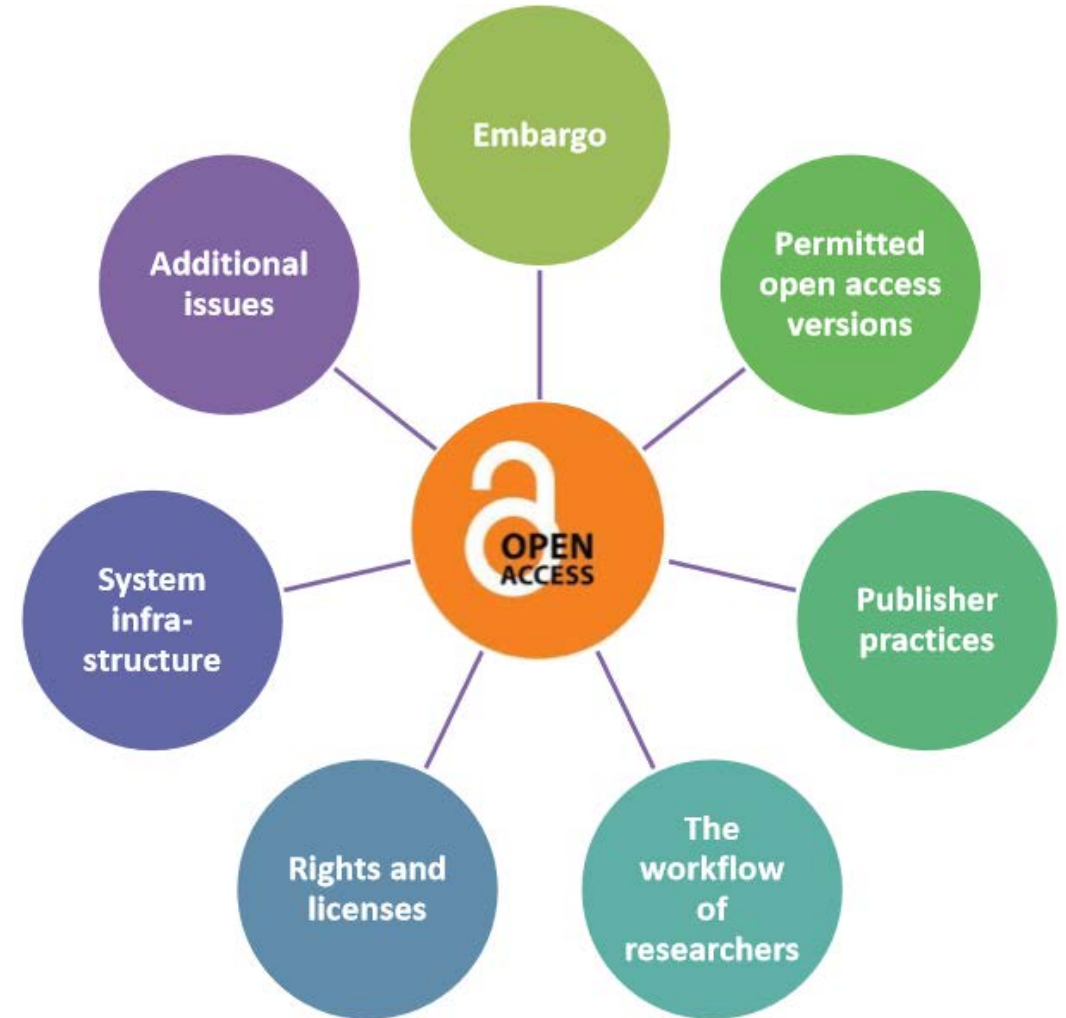 Embargo
Permitted
open access
versions
Publisher
practices
The
workflow
of
researchers
Rights and
licenses
System
infra-
structure
Additional
issues
OPEN
ACCESS